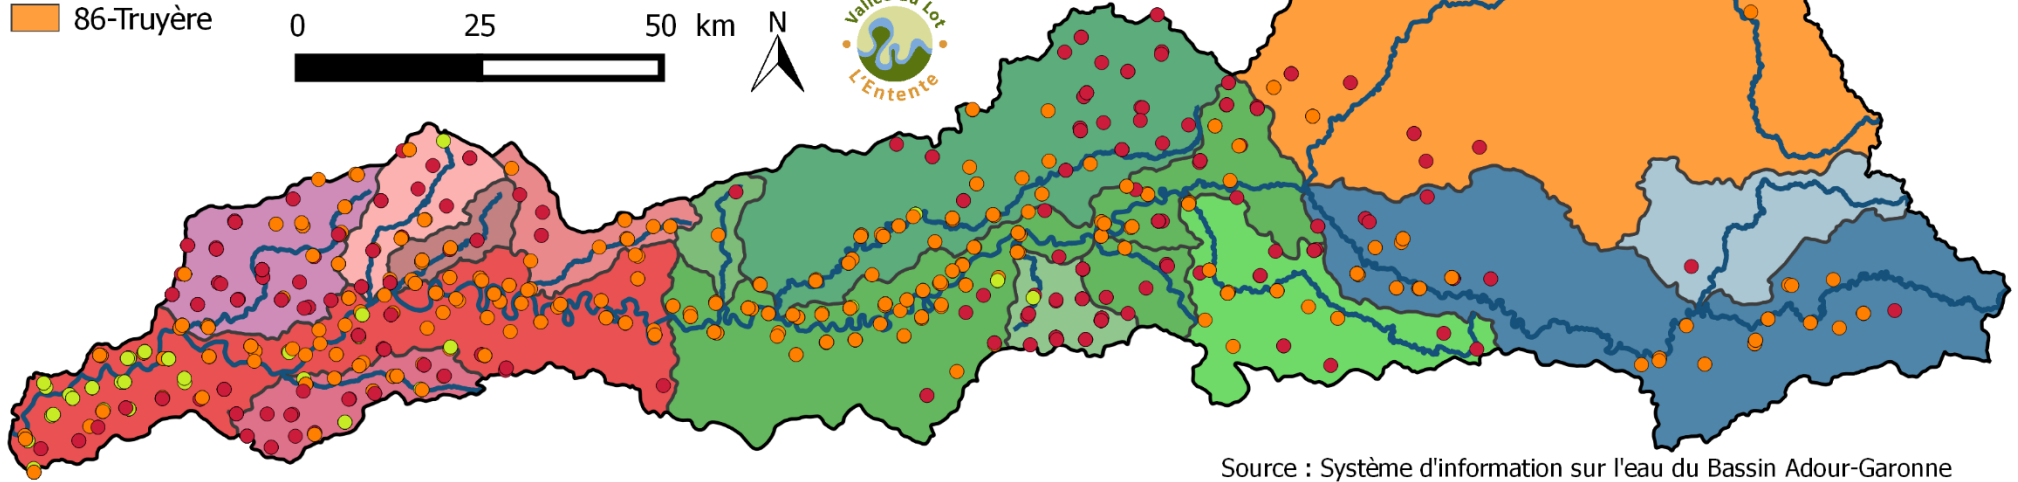 86-Truyère
0 25 50 km
N
Vallée du Lot
L'Entente
Source : Système d'information sur l'eau du Bassin Adour-Garonne